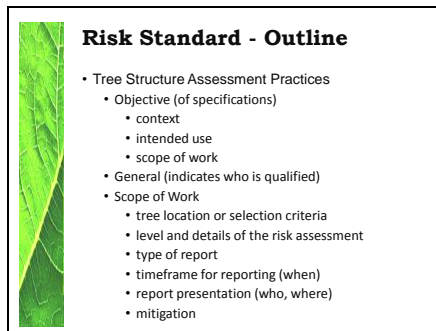 Risk Standard - Outline
• Tree Structure Assessment Practices
• Objective (of specifications)
• context
• intended use
• scope of work
• General (indicates who is qualified)
• Scope of Work
• tree location or selection criteria
• level and details of the risk assessment
• type of report
• timeframe for reporting (when)
• report presentation (who, where)
• mitigation